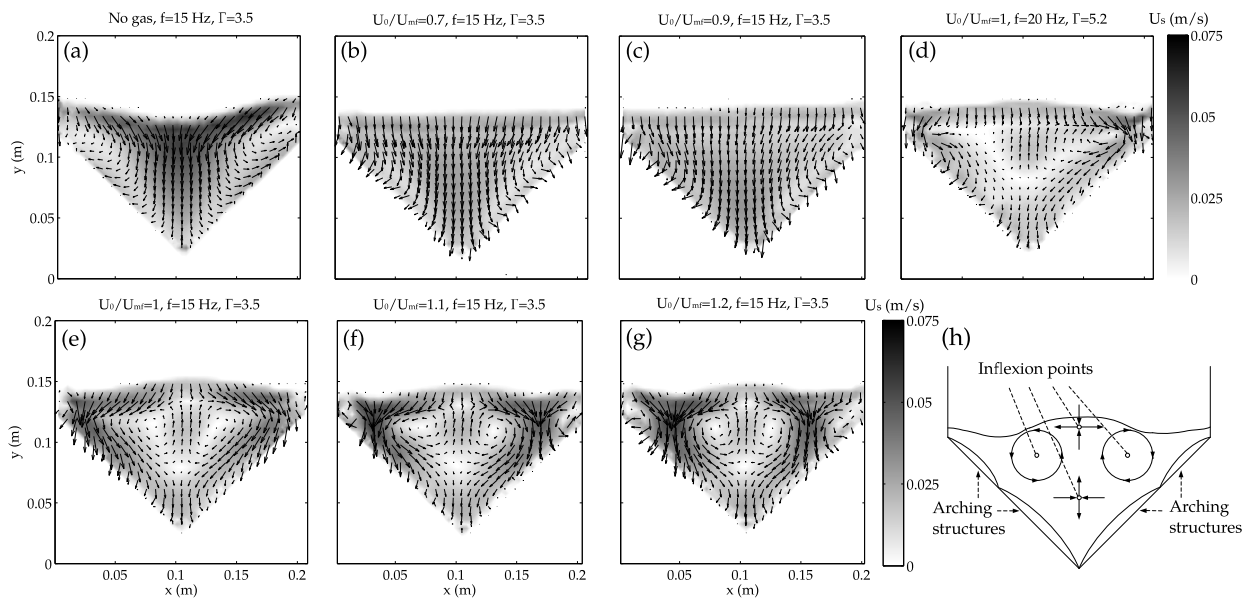 No gas, f=15 Hz, Γ=3.5
U₀/Uₘf=0.7, f=15 Hz, Γ=3.5
U₀/Uₘf=0.9, f=15 Hz, Γ=3.5
U₀/Uₘf=1, f=20 Hz, Γ=5.2
Uₛ (m/s)
(a)
(b)
(c)
(d)
0.2
0.15
0.1
0.05
0
y (m)
0.075
0.05
0.025
0
U₀/Uₘf=1, f=15 Hz, Γ=3.5
U₀/Uₘf=1.1, f=15 Hz, Γ=3.5
U₀/Uₘf=1.2, f=15 Hz, Γ=3.5
Uₛ (m/s)
(e)
(f)
(g)
(h)
0.2
0.15
0.1
0.05
0
y (m)
0.05 0.1 0.15 0.2
x (m)
0.05 0.1 0.15 0.2
x (m)
0.05 0.1 0.15 0.2
x (m)
0.075
0.05
0.025
0
Inflexion points
Arching
structures
Arching
structures